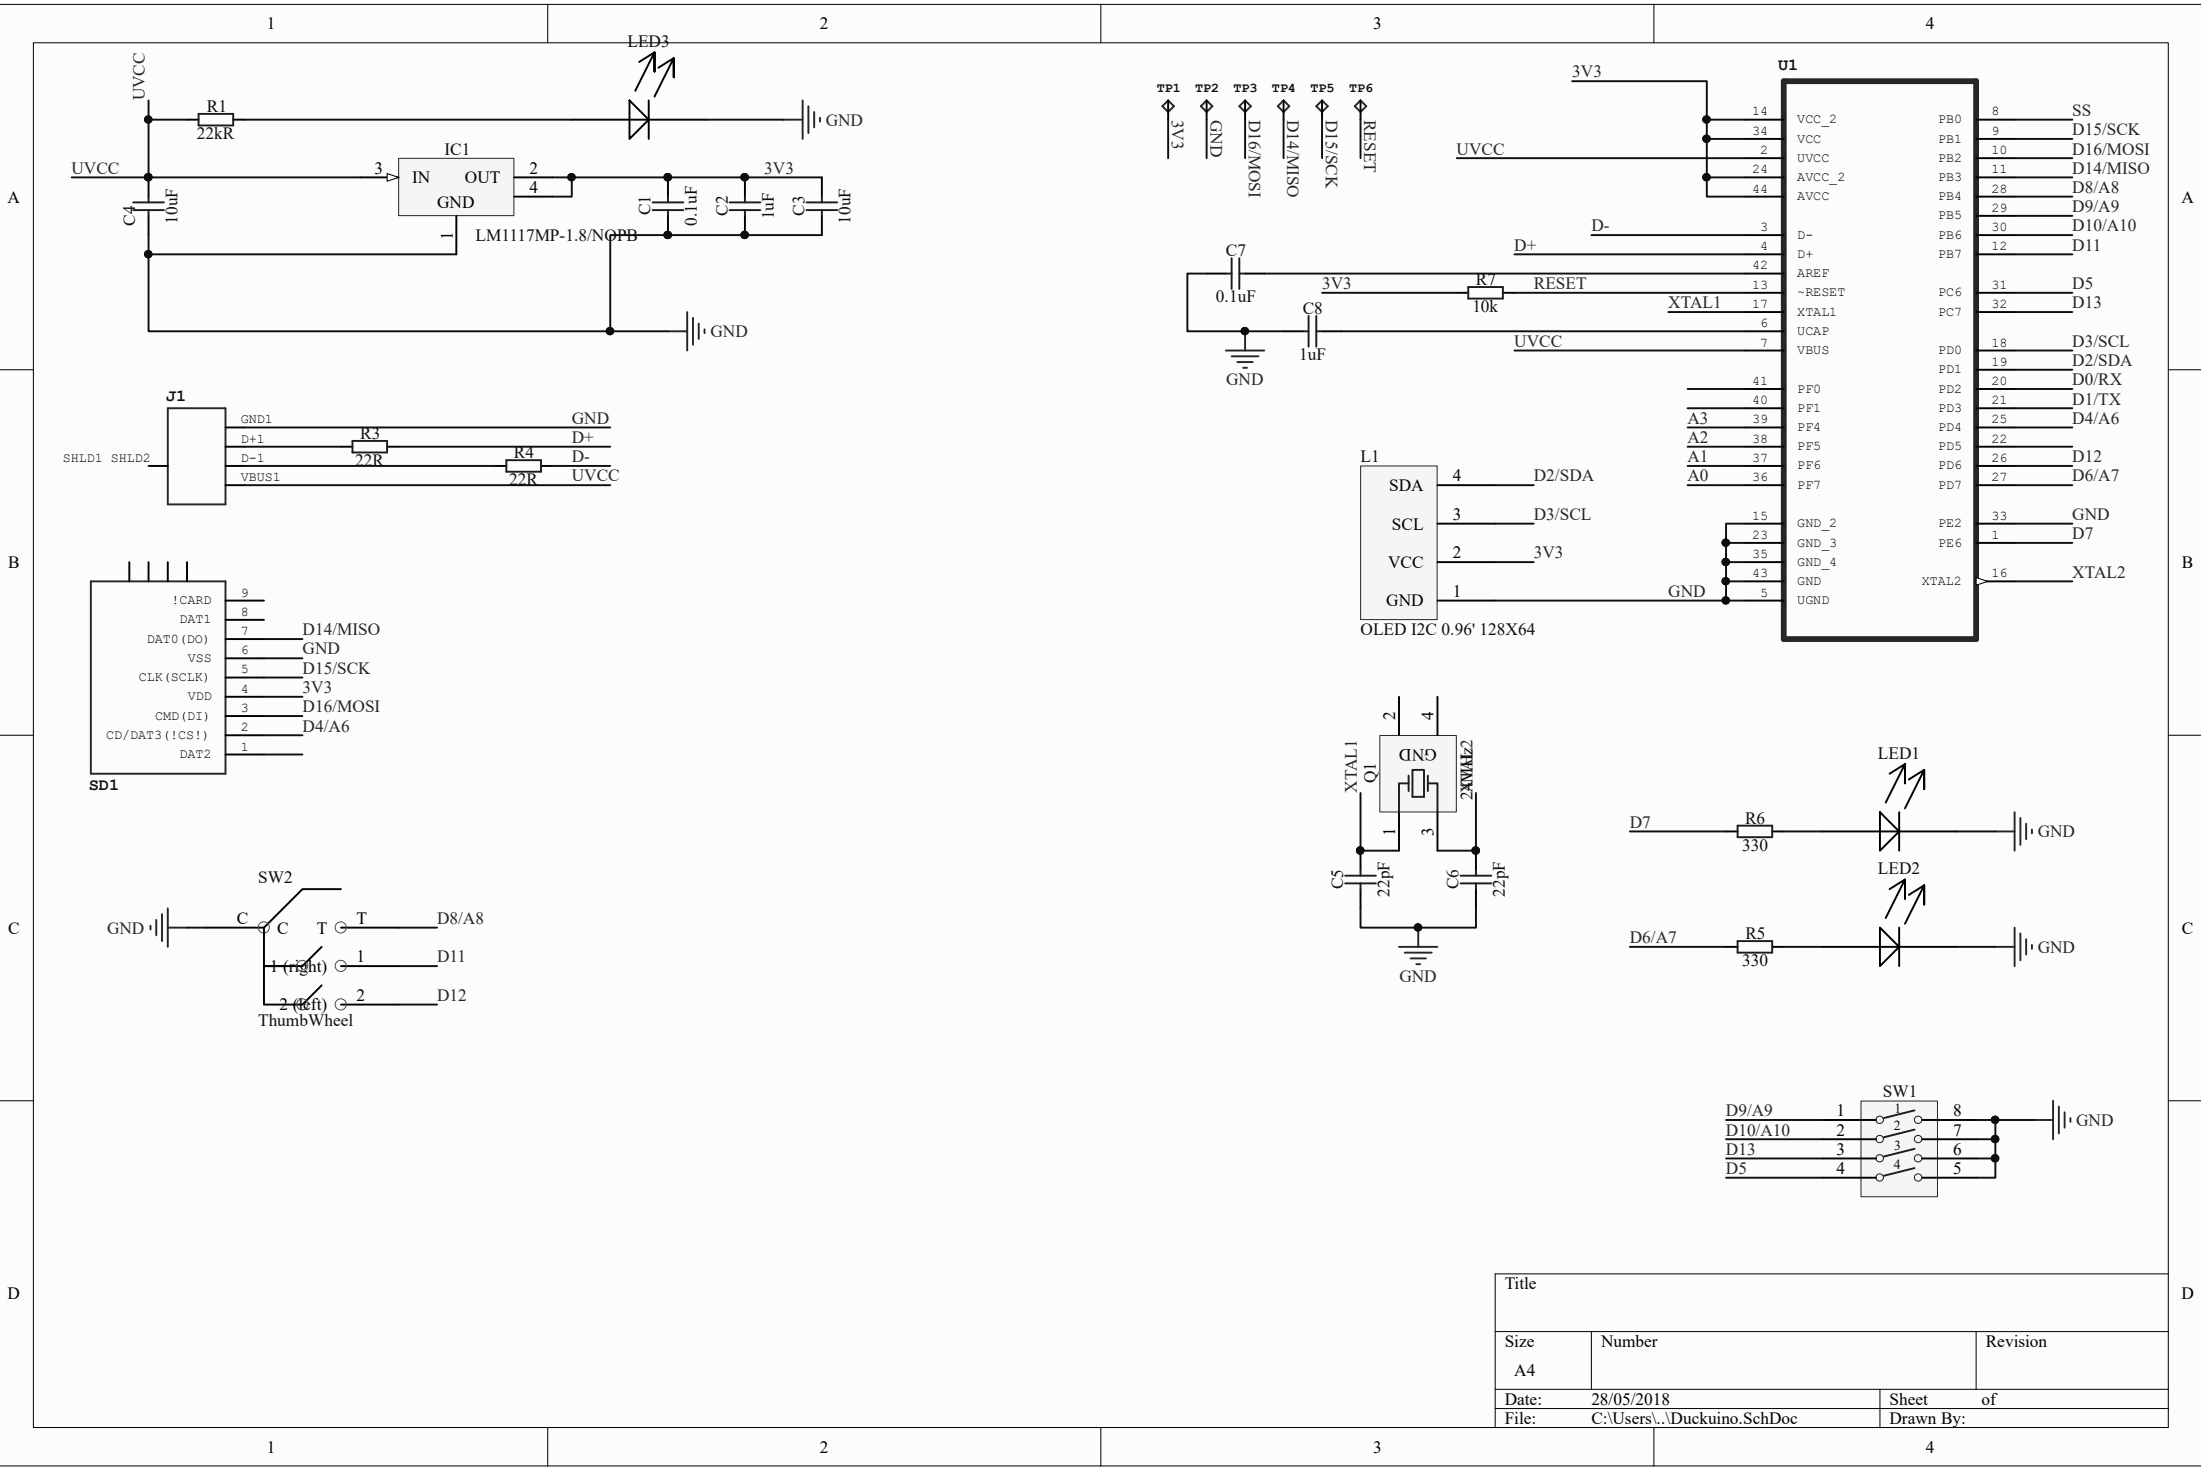 1 2 3 4
A
B
C
D
A
B
C
D
1 2 3 4
UVCC
R1
22kR
LED3
GND
UVCC
3
IC1
IN OUT
GND
2
4
1
LM1117MP-1.8/NOPB
3V3
C4
10uF
C1
0.1uF
C2
1uF
C3
10uF
GND
J1
SHLD1 SHLD2
GND1 GND
D+1 R3 D+
22R
D-1 R4 D-
22R
VBUS1 UVCC
!CARD 9
DAT1 8
DAT0(DO) 7 D14/MISO
VSS 6 GND
CLK(SCLK) 5 D15/SCK
VDD 4 3V3
CMD(DI) 3 D16/MOSI
CD/DAT3(!CS!) 2 D4/A6
DAT2 1
SD1
SW2
GND C C T T D8/A8
1 (right) 1 D11
2 (left) 2 D12
ThumbWheel
TP1 TP2 TP3 TP4 TP5 TP6
3V3
GND
D16/MOSI
D14/MISO
D15/SCK
RESET
U1
3V3
14 VCC_2
34 VCC
UVCC 2 UVCC
24 AVCC_2
44 AVCC
D- 3 D-
D+ 4 D+
C7
0.1uF
42 AREF
3V3 R7 RESET 13 ~RESET
10k
XTAL1 17 XTAL1
C8
1uF
6 UCAP
UVCC 7 VBUS
GND
41 PF0
40 PF1
A3 39 PF4
A2 38 PF5
A1 37 PF6
A0 36 PF7
15 GND_2
23 GND_3
35 GND_4
43 GND
GND 5 UGND
PB0 8 SS
PB1 9 D15/SCK
PB2 10 D16/MOSI
PB3 11 D14/MISO
PB4 28 D8/A8
PB5 29 D9/A9
PB6 30 D10/A10
PB7 12 D11
PC6 31 D5
PC7 32 D13
PD0 18 D3/SCL
PD1 19 D2/SDA
PD2 20 D0/RX
PD3 21 D1/TX
PD4 25 D4/A6
PD5 22
PD6 26 D12
PD7 27 D6/A7
PE2 33 GND
PE6 1 D7
XTAL2 16 XTAL2
L1
SDA 4 D2/SDA
SCL 3 D3/SCL
VCC 2 3V3
GND 1
OLED I2C 0.96' 128X64
2
4
XTAL1
Q1
GND
1
3
C5
22pF
C6
22pF
GND
LED1
D7 R6 GND
330
LED2
D6/A7 R5 GND
330
SW1
D9/A9 1 1 8 GND
D10/A10 2 2 7
D13 3 3 6
D5 4 4 5
Title
Size Number Revision
A4
Date: 28/05/2018 Sheet of
File: C:\Users\..\Duckuino.SchDoc Drawn By: